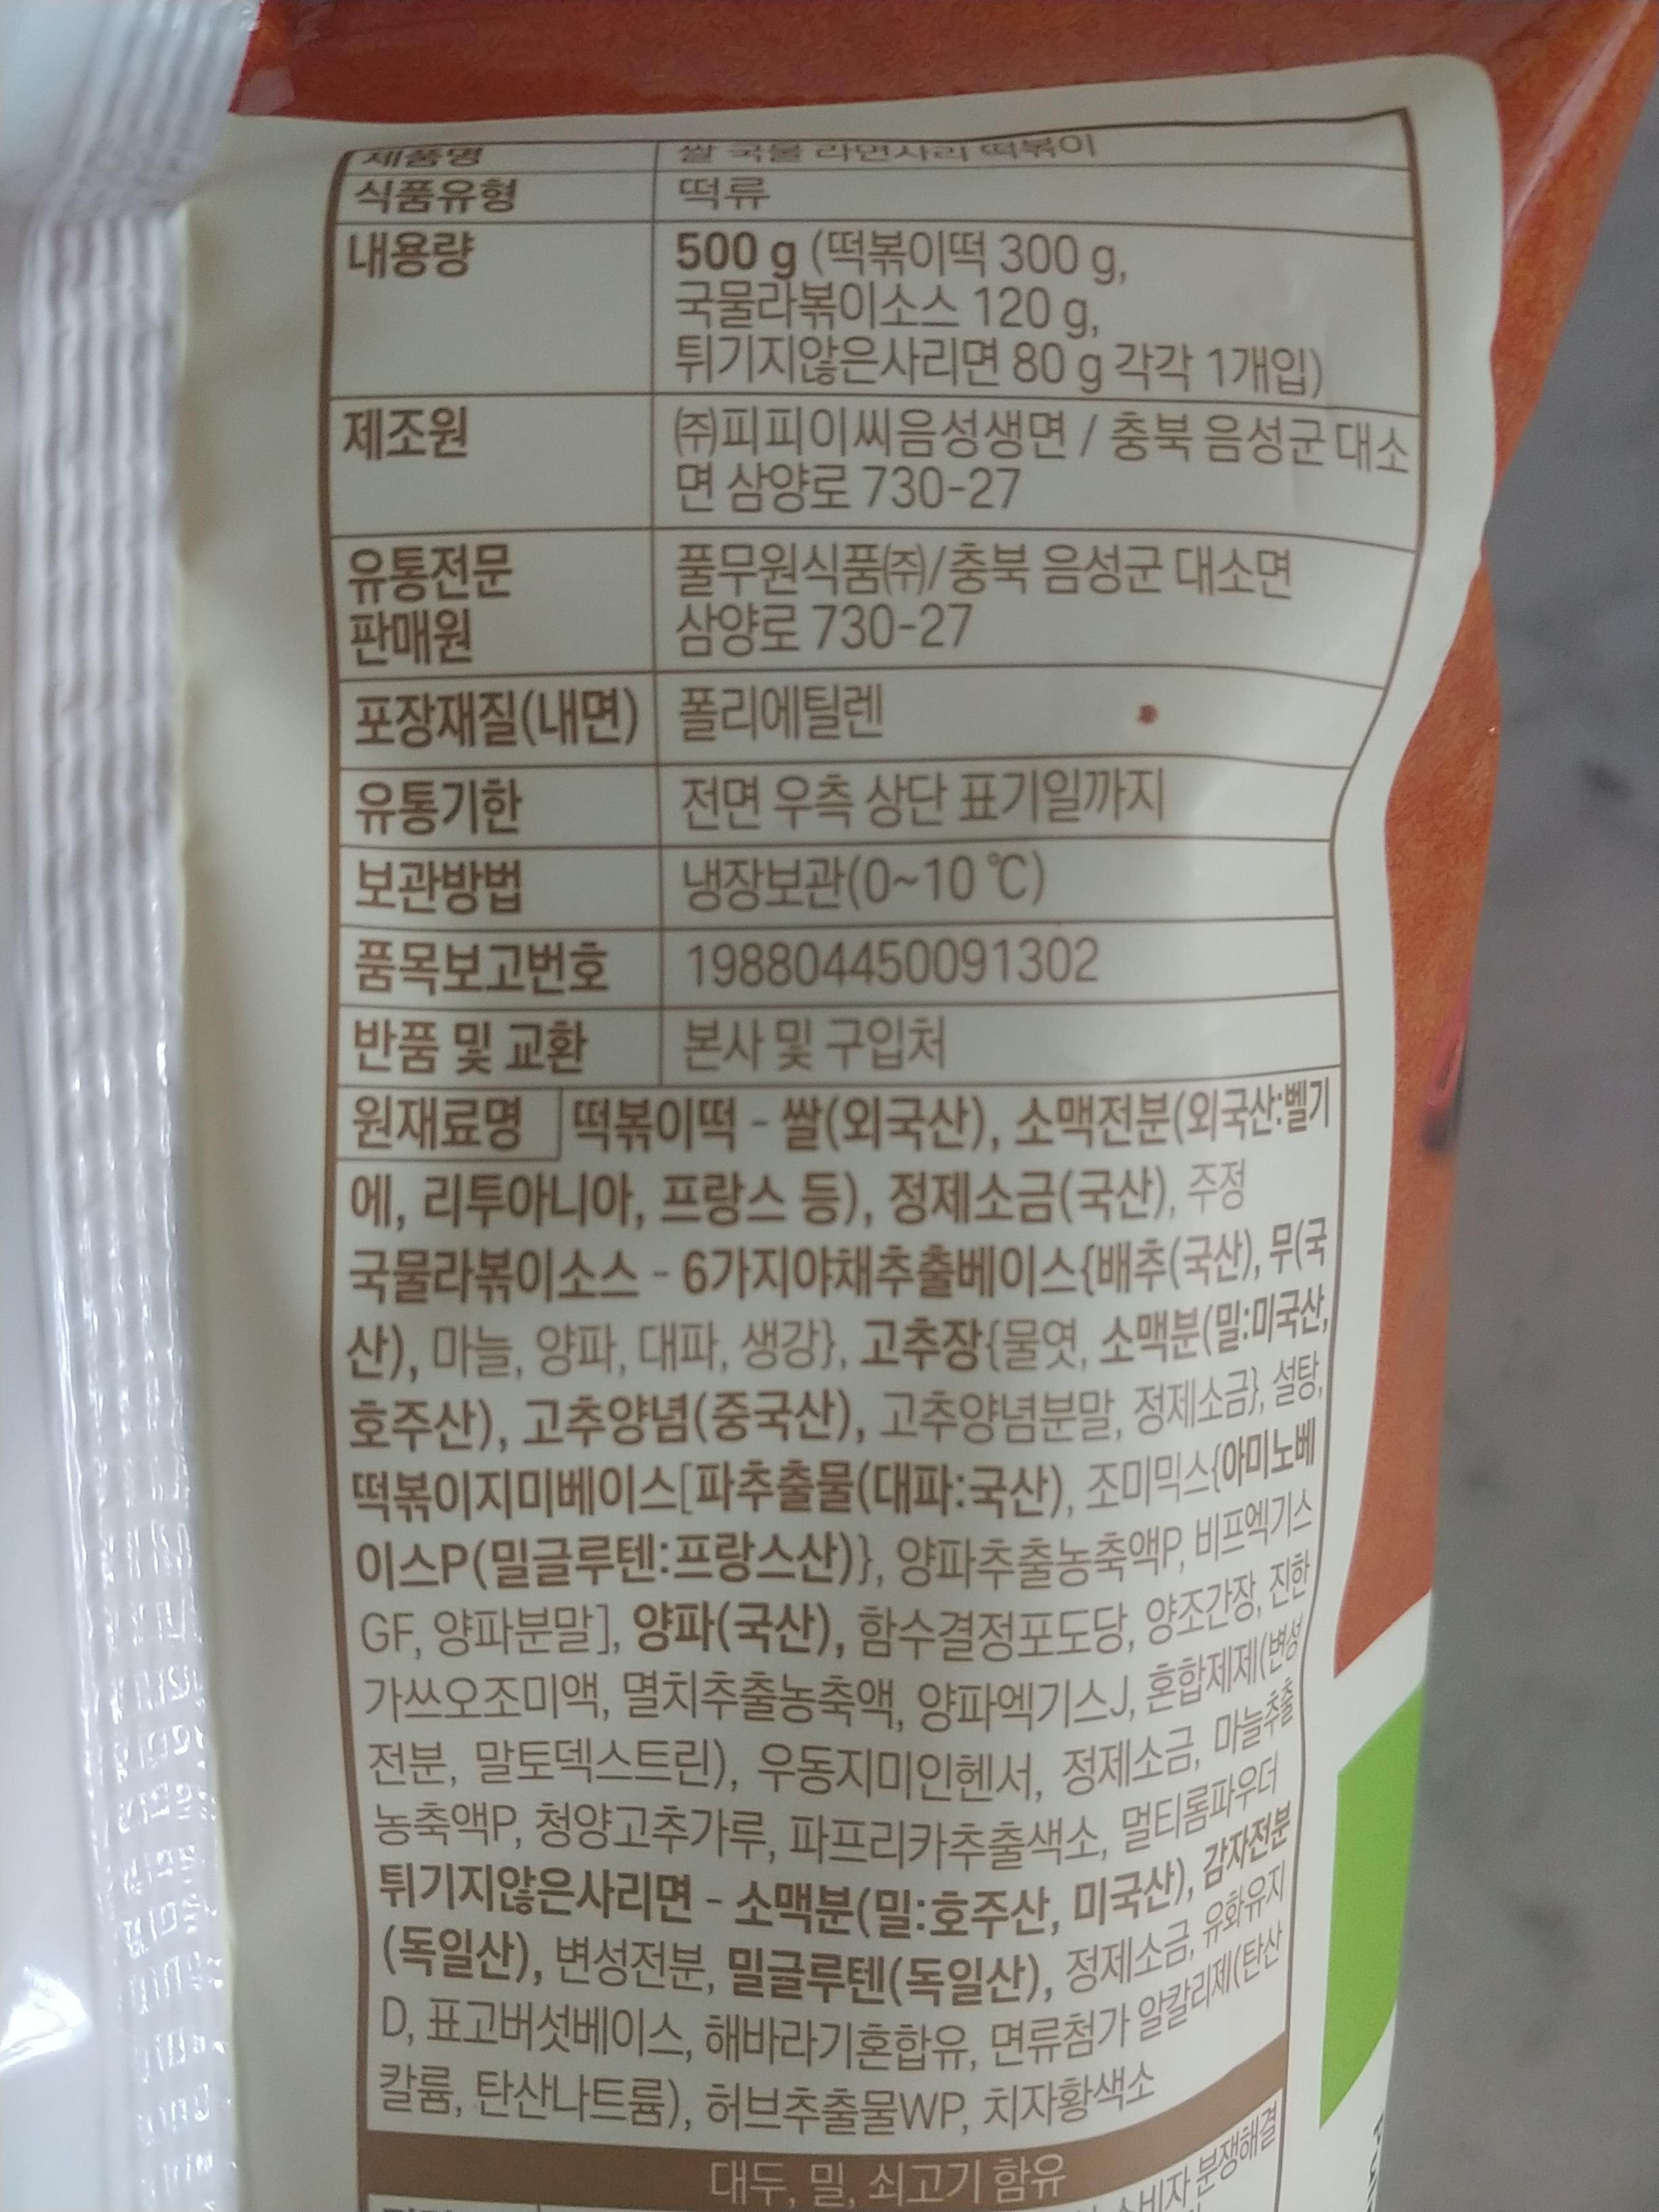 제품명 쌀 국물 라면사리 떡볶이
식품유형 떡류
내용량 500 g (떡볶이떡 300 g,
국물라볶이소스 120 g,
튀기지않은사리면 80 g 각각 1개입)
제조원 ㈜피피이씨음성생면 / 충북 음성군 대소
면 삼양로 730-27
유통전문 풀무원식품㈜/충북 음성군 대소면
판매원 삼양로 730-27
포장재질(내면) 폴리에틸렌
유통기한 전면 우측 상단 표기일까지
보관방법 냉장보관(0~10 ℃)
품목보고번호 198804450091302
반품 및 교환 본사 및 구입처
원재료명 떡볶이떡 - 쌀(외국산), 소맥전분(외국산:벨기
에, 리투아니아, 프랑스 등), 정제소금(국산), 주정
국물라볶이소스 - 6가지야채추출베이스{배추(국산), 무(국
산), 마늘, 양파, 대파, 생강}, 고추장{물엿, 소맥분(밀:미국산,
호주산), 고추양념(중국산), 고추양념분말, 정제소금}, 설탕,
떡볶이지미베이스[파추출물(대파:국산), 조미믹스{아미노베
이스P(밀글루텐:프랑스산)}, 양파추출농축액P, 비프엑기스
GF, 양파분말], 양파(국산), 함수결정포도당, 양조간장, 진한
가쓰오조미액, 멸치추출농축액, 양파엑기스J, 혼합제제(변성
전분, 말토덱스트린), 우동지미인헨서, 정제소금, 마늘추출
농축액P, 청양고추가루, 파프리카추출색소, 멀티롬파우더
튀기지않은사리면 - 소맥분(밀:호주산, 미국산), 감자전분
(독일산), 변성전분, 밀글루텐(독일산), 정제소금, 유화유지
D, 표고버섯베이스, 해바라기혼합유, 면류첨가 알칼리제(탄산
칼륨, 탄산나트륨), 허브추출물WP, 치자황색소
대두, 밀, 쇠고기 함유
분쟁해결